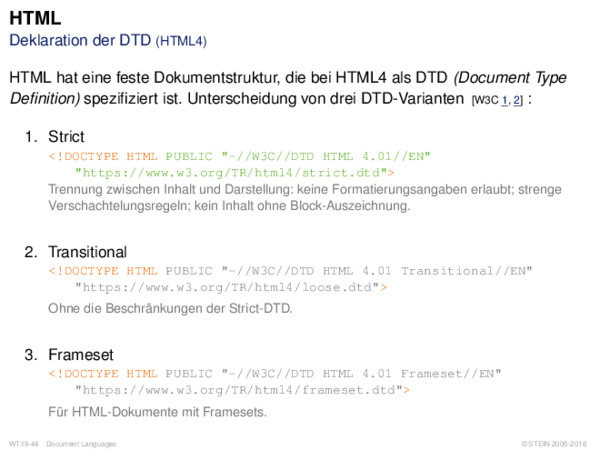 HTML
Deklaration der DTD (HTML4)
HTML hat eine feste Dokumentstruktur, die bei HTML4 als DTD (Document Type
Definition) spezifiziert ist. Unterscheidung von drei DTD-Varianten [W3C 1, 2] :
1. Strict
<!DOCTYPE HTML PUBLIC "-//W3C//DTD HTML 4.01//EN"
"https://www.w3.org/TR/html4/strict.dtd">
Trennung zwischen Inhalt und Darstellung: keine Formatierungsangaben erlaubt; strenge
Verschachtelungsregeln; kein Inhalt ohne Block-Auszeichnung.
2. Transitional
<!DOCTYPE HTML PUBLIC "-//W3C//DTD HTML 4.01 Transitional//EN"
"https://www.w3.org/TR/html4/loose.dtd">
Ohne die Beschränkungen der Strict-DTD.
3. Frameset
<!DOCTYPE HTML PUBLIC "-//W3C//DTD HTML 4.01 Frameset//EN"
"https://www.w3.org/TR/html4/frameset.dtd">
Für HTML-Dokumente mit Framesets.
Document Languages © STEIN 2005-2018